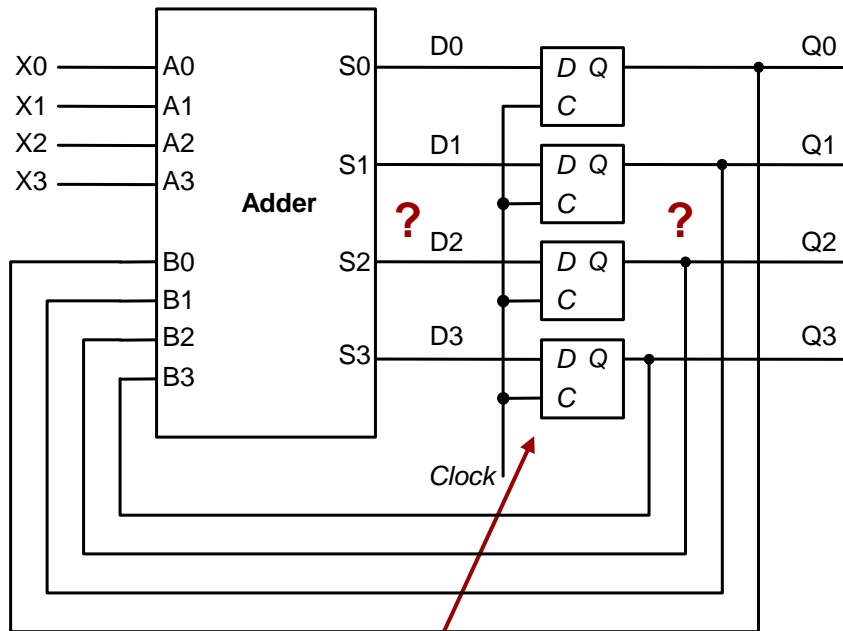 D0
Q0
X0
A0
S0
D Q
X1
A1
C
X2
A2
D1
Q1
X3
A3
S1
D Q
Adder
?
C
?
D2
Q2
B0
S2
D Q
B1
C
B2
D3
Q3
B3
S3
D Q
C
Clock